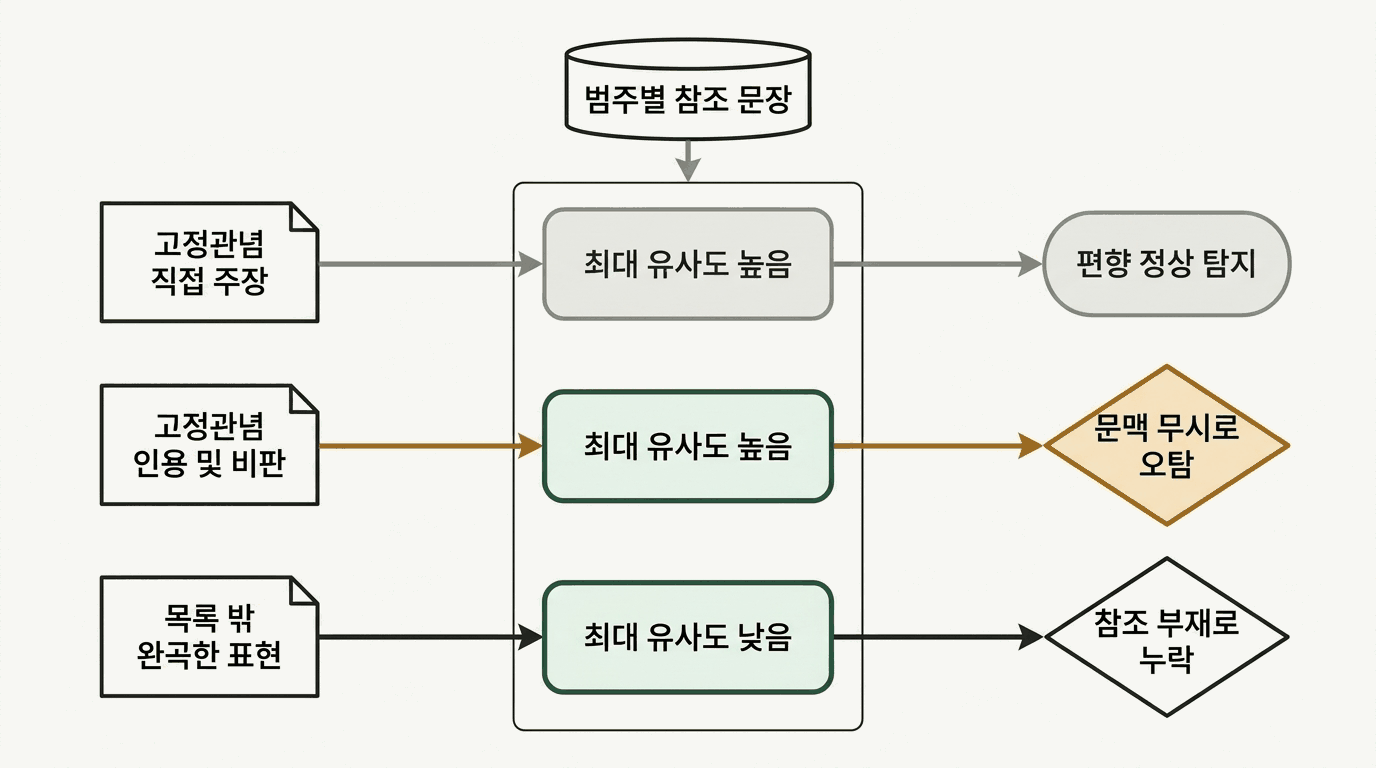 범주별 참조 문장
고정관념
직접 주장
최대 유사도 높음
편향 정상 탐지
고정관념
인용 및 비판
최대 유사도 높음
문맥 무시로
오탐
목록 밖
완곡한 표현
최대 유사도 낮음
참조 부재로
누락